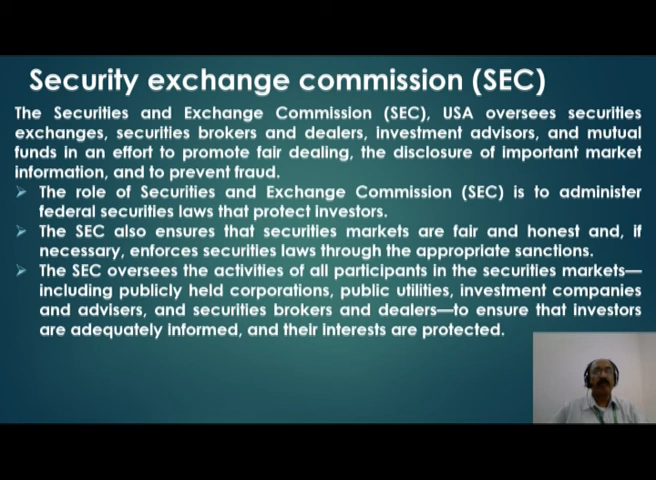 Security exchange commission (SEC)
The Securities and Exchange Commission (SEC), USA oversees securities
exchanges, securities brokers and dealers, investment advisors, and mutual
funds in an effort to promote fair dealing, the disclosure of important market
information, and to prevent fraud.
➢ The role of Securities and Exchange Commission (SEC) is to administer
federal securities laws that protect investors.
➢ The SEC also ensures that securities markets are fair and honest and, if
necessary, enforces securities laws through the appropriate sanctions.
➢ The SEC oversees the activities of all participants in the securities markets—
including publicly held corporations, public utilities, investment companies
and advisers, and securities brokers and dealers—to ensure that investors
are adequately informed, and their interests are protected.